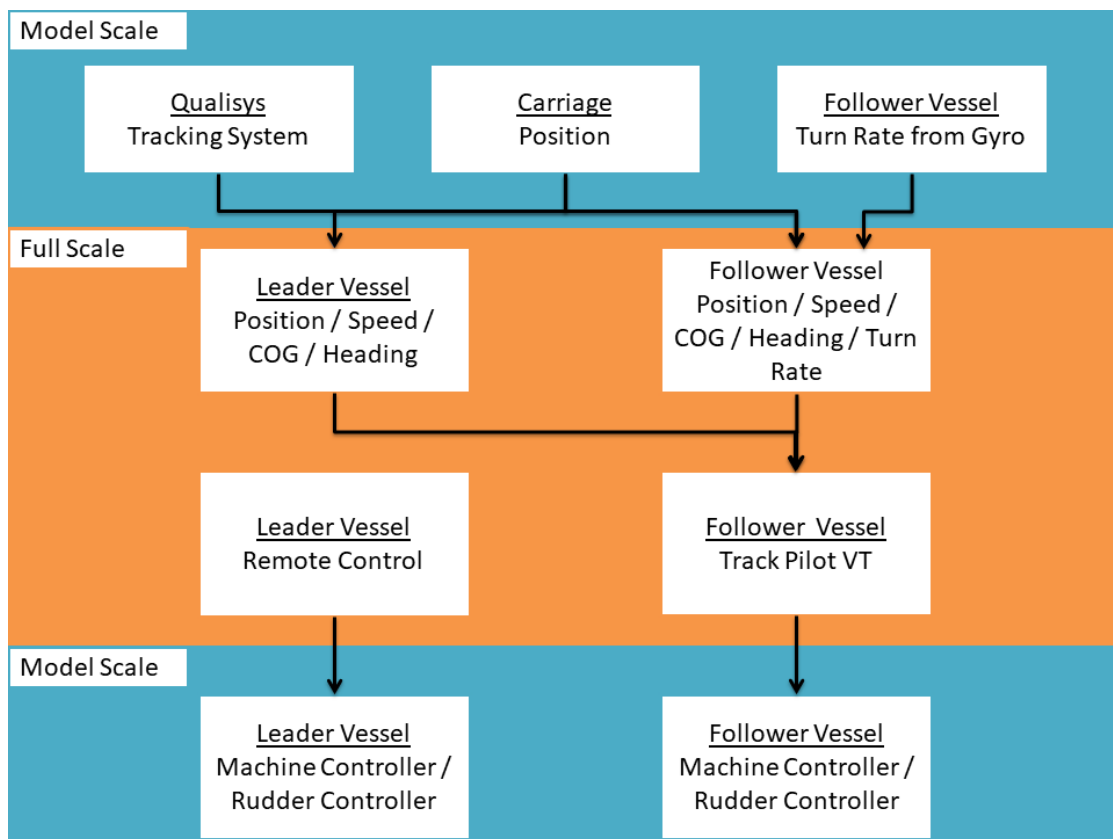 Model Scale
Qualisys
Tracking System
Carriage
Position
Follower Vessel
Turn Rate from Gyro
Full Scale
Leader Vessel
Position / Speed /
COG / Heading
Follower Vessel
Position / Speed /
COG / Heading / Turn
Rate
Leader Vessel
Remote Control
Follower Vessel
Track Pilot VT
Model Scale
Leader Vessel
Machine Controller /
Rudder Controller
Follower Vessel
Machine Controller /
Rudder Controller